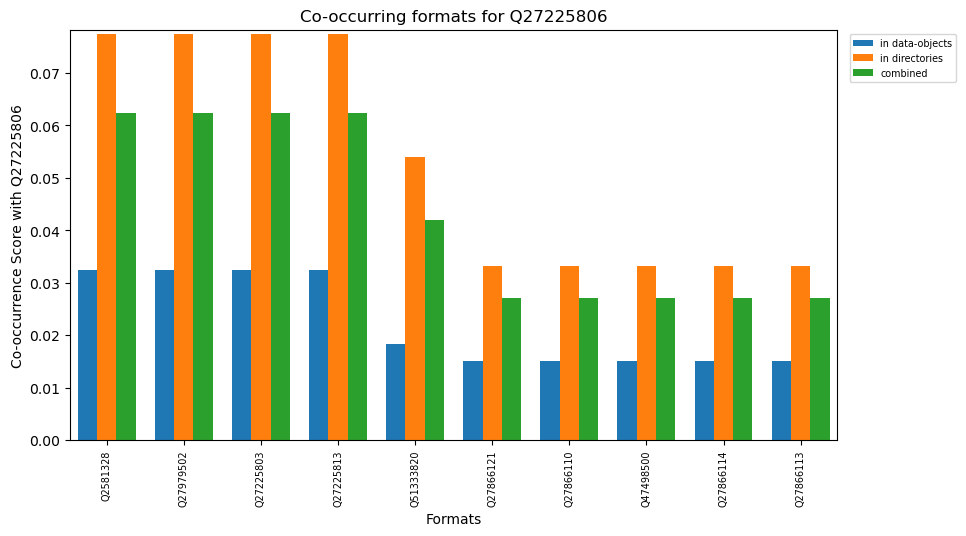 Co-occurring formats for Q27225806
in data-objects
in directories
combined
Co-occurrence Score with Q27225806
0.07
0.06
0.05
0.04
0.03
0.02
0.01
0.00
Q2581328
Q27979502
Q27225803
Q27225813
Q51333820
Q27866121
Q27866110
Q47498500
Q27866114
Q27866113
Formats